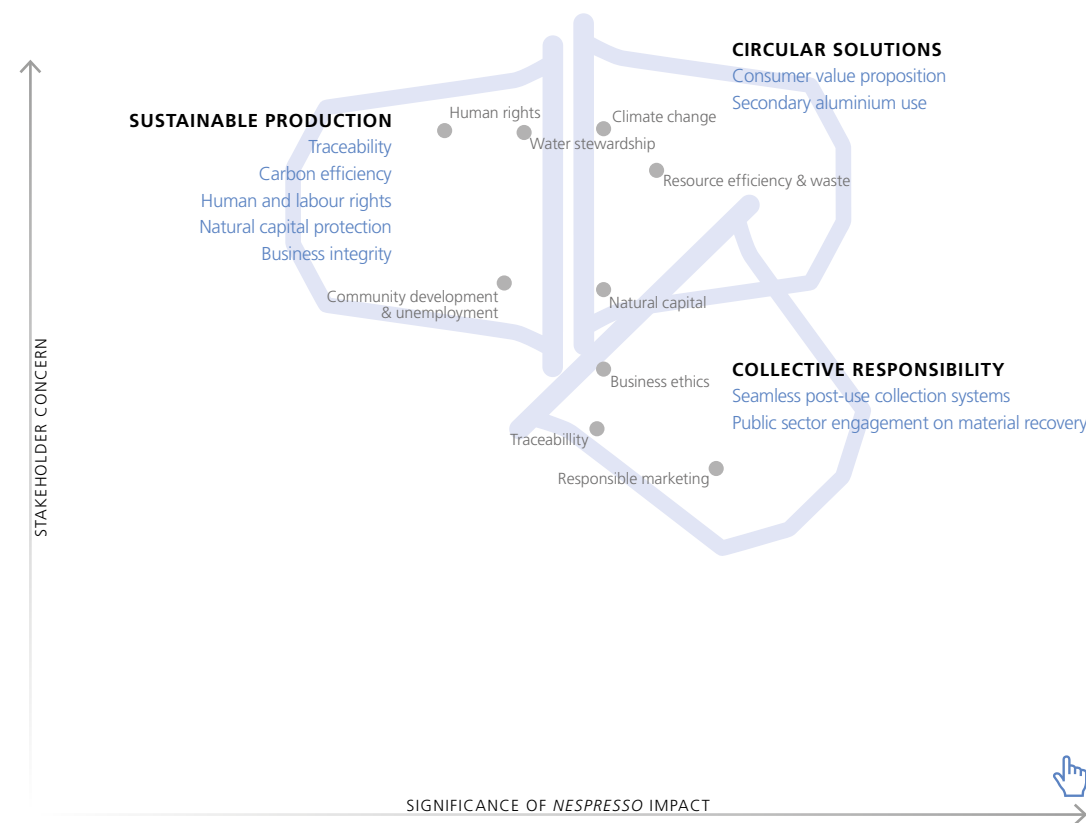 CIRCULAR SOLUTIONS
Consumer value proposition
Secondary aluminium use
SUSTAINABLE PRODUCTION
Traceability
Carbon efficiency
Human and labour rights
Natural capital protection
Business integrity
Human rights
Water stewardship
Climate change
Resource efficiency & waste
Community development
& unemployment
Natural capital
Business ethics
Traceabillity
Responsible marketing
COLLECTIVE RESPONSIBILITY
Seamless post-use collection systems
Public sector engagement on material recovery
STAKEHOLDER CONCERN
SIGNIFICANCE OF NESPRESSO IMPACT